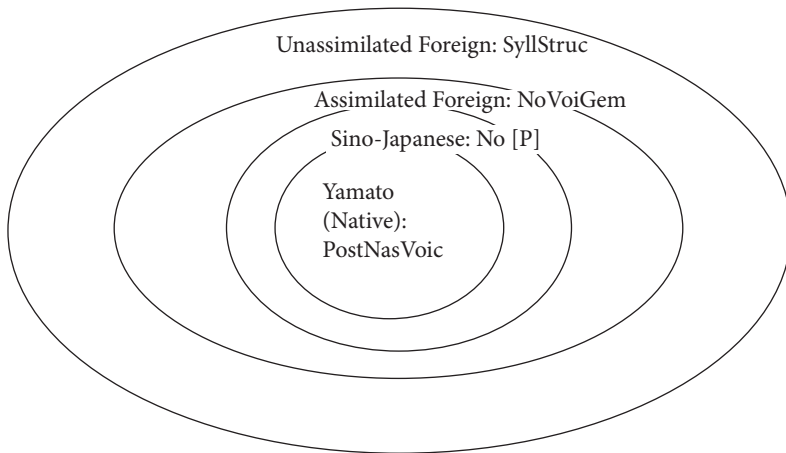 Unassimilated Foreign: SyllStruc
Assimilated Foreign: NoVoiGem
Sino-Japanese: No [P]
Yamato
(Native):
PostNasVoic